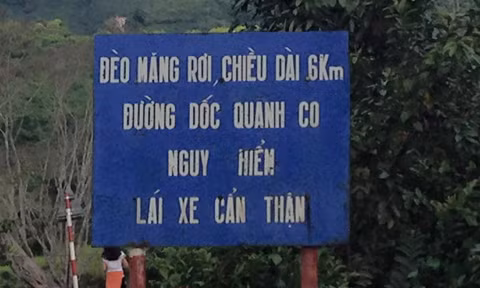 ĐÈO MĂNG RƠI CHIỀU DÀI 6Km
ĐƯỜNG DỐC QUANH CO
NGUY HIỂM
LÁI XE CẨN THẬN